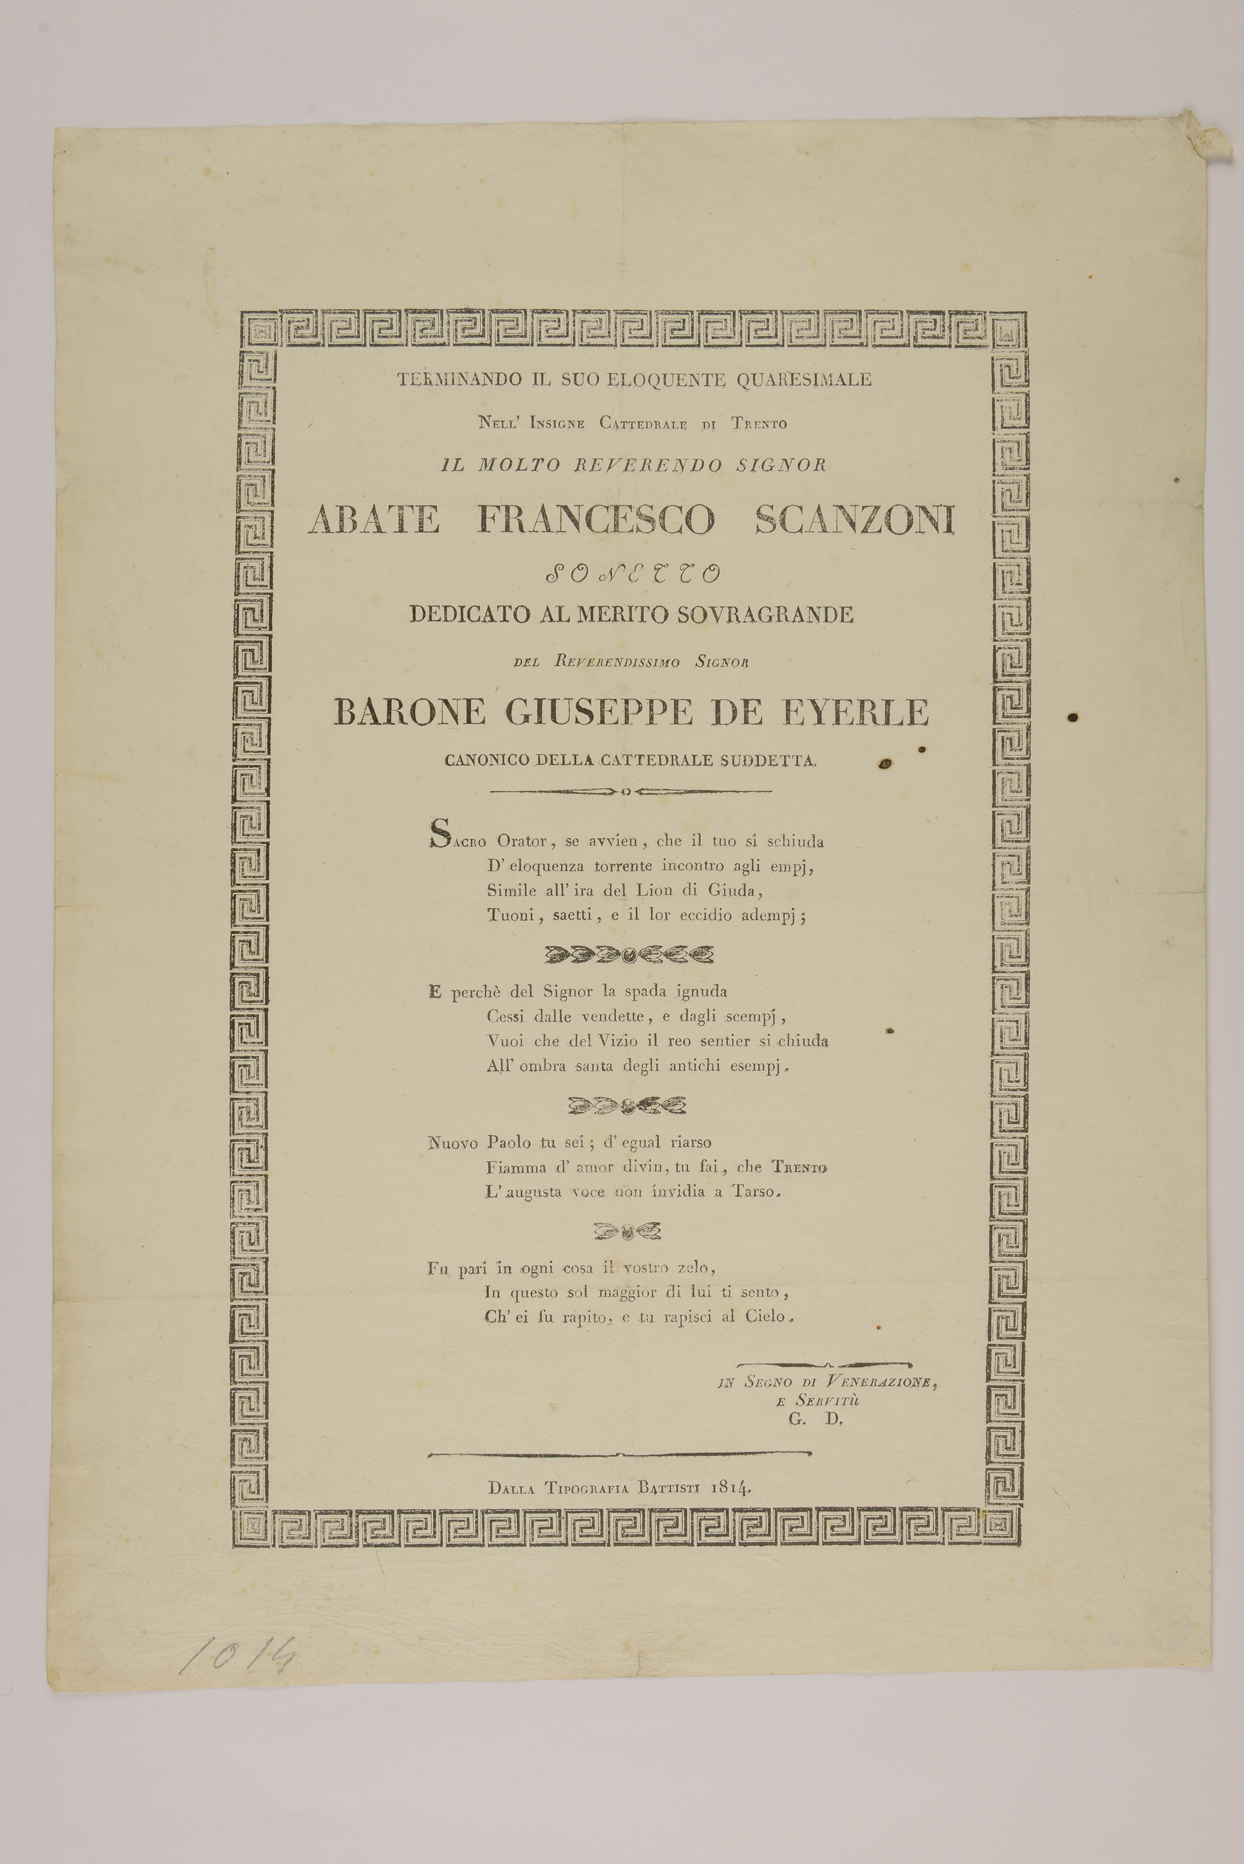 TERMINANDO IL SUO ELOQUENTE QUARESIMALE
NELL' INSIGNE CATTEDRALE DI TRENTO
IL MOLTO REVERENDO SIGNOR
ABATE FRANCESCO SCANZONI
SONETTO
DEDICATO AL MERITO SOVRAGRANDE
DEL REVERENDISSIMO SIGNOR
BARONE GIUSEPPE DE EYERLE
CANONICO DELLA CATTEDRALE SUDDETTA.
SACRO Orator, se avvien, che il tuo si schiuda
D' eloquenza torrente incontro agli empj,
Simile all' ira del Lion di Giuda,
Tuoni, saetti, e il lor eccidio adempj;
E perchè del Signor la spada ignuda
Cessi dalle vendette, e dagli scempj,
Vuoi che del Vizio il reo sentier si chiuda
All' ombra santa degli antichi esempj.
Nuovo Paolo tu sei; d' egual riarso
Fiamma d' amor divin, tu fai, che TRENTO
L' augusta voce non invidia a Tarso.
Fu pari in ogni cosa il vostro zelo,
In questo sol maggior di lui ti sento,
Ch' ei fu rapito, e tu rapisci al Cielo.
IN SEGNO DI VENERAZIONE,
E SERVITÙ
G. D.
DALLA TIPOGRAFIA BATTISTI 1814.
1014